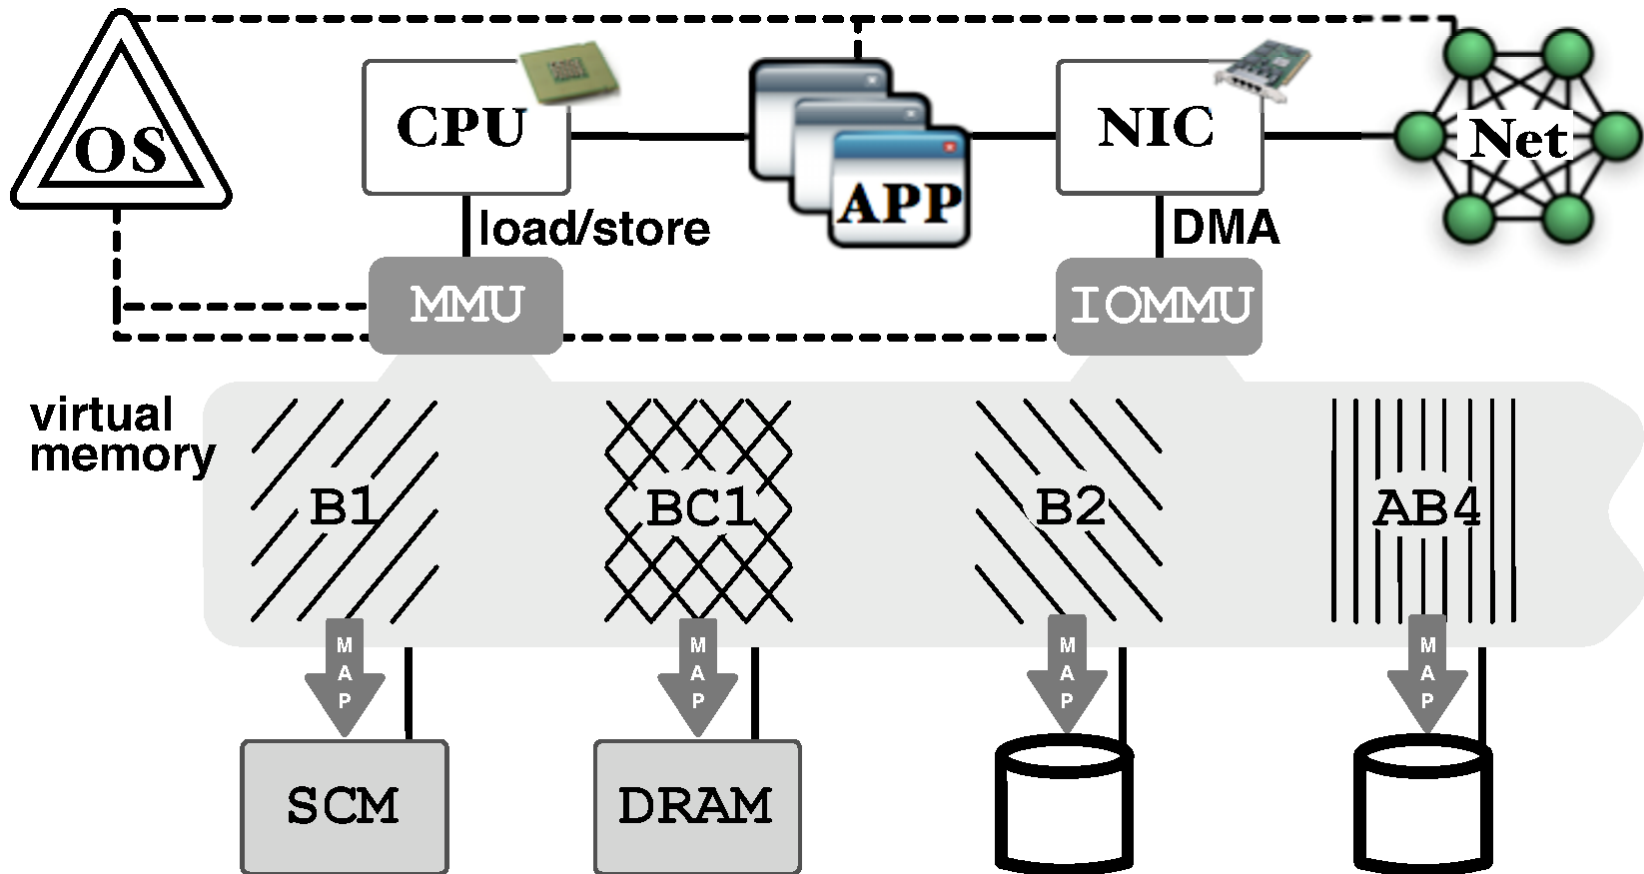 OS
CPU
APP
NIC
Net
load/store
DMA
MMU
IOMMU
virtual
memory
B1
BC1
B2
AB4
MAP
MAP
MAP
MAP
SCM
DRAM